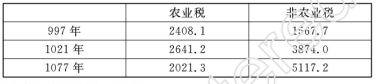 农业税 非农业税
997 年 2408.1 1567.7
1021 年 2641.2 3874.0
1077 年 2021.3 5117.2